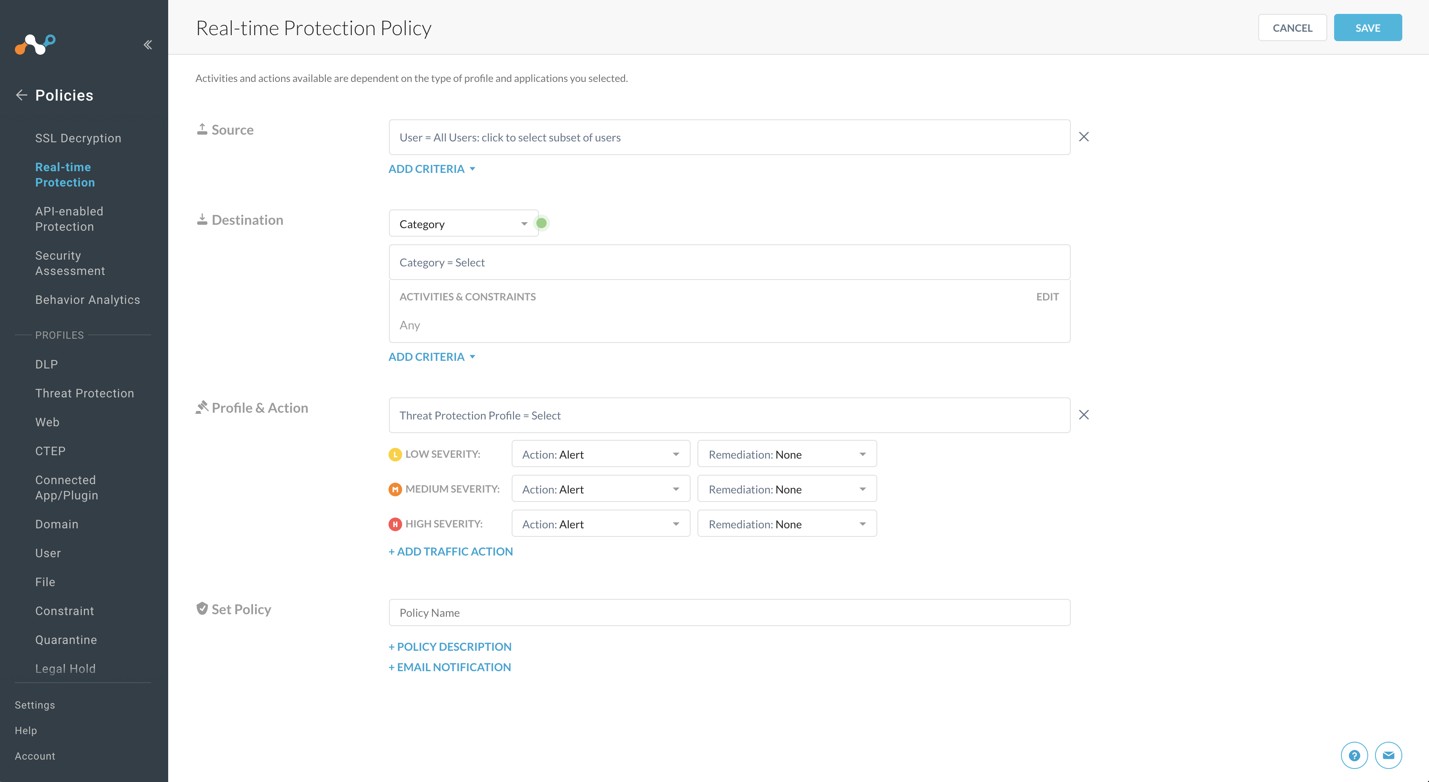 Real-time Protection Policy
CANCEL
SAVE
Policies
SSL Decryption
Real-time
Protection
API-enabled
Protection
Security
Assessment
Behavior Analytics
PROFILES
DLP
Threat Protection
Web
CTEP
Connected
App/Plugin
Domain
User
File
Constraint
Quarantine
Legal Hold
Settings
Help
Account
Activities and actions available are dependent on the type of profile and applications you selected.
Source
User = All Users: click to select subset of users
ADD CRITERIA
Destination
Category
Category = Select
ACTIVITIES & CONSTRAINTS
EDIT
Any
ADD CRITERIA
Profile & Action
Threat Protection Profile = Select
L LOW SEVERITY: Action: Alert Remediation: None
M MEDIUM SEVERITY: Action: Alert Remediation: None
H HIGH SEVERITY: Action: Alert Remediation: None
+ ADD TRAFFIC ACTION
Set Policy
Policy Name
+ POLICY DESCRIPTION
+ EMAIL NOTIFICATION